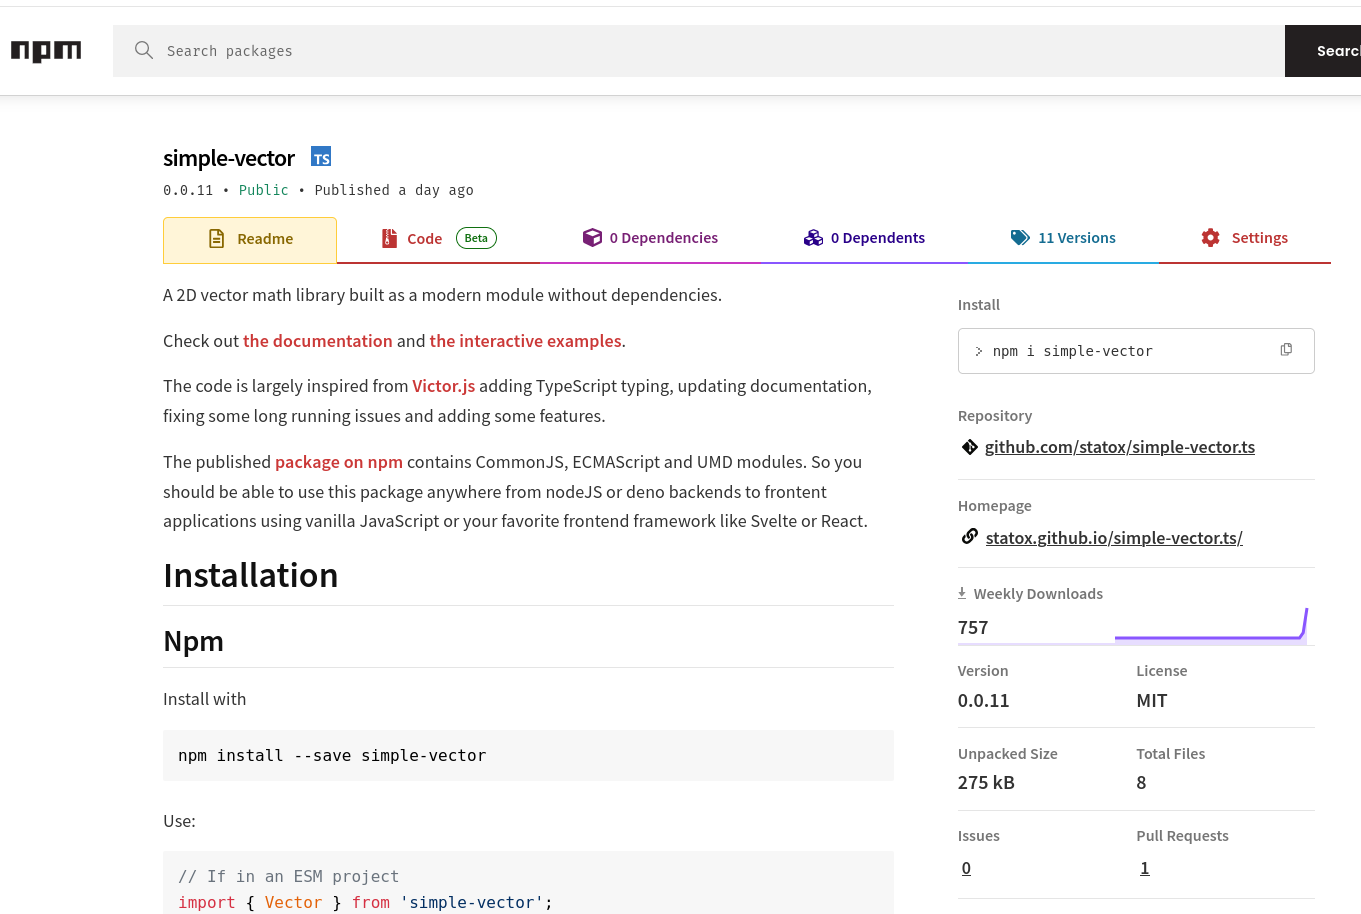 npm
Search packages
Search
simple-vector TS
0.0.11 • Public • Published a day ago
Readme
Code Beta
0 Dependencies
0 Dependents
11 Versions
Settings
A 2D vector math library built as a modern module without dependencies.
Check out the documentation and the interactive examples.
The code is largely inspired from Victor.js adding TypeScript typing, updating documentation,
fixing some long running issues and adding some features.
The published package on npm contains CommonJS, ECMAScript and UMD modules. So you
should be able to use this package anywhere from nodeJS or deno backends to frontent
applications using vanilla JavaScript or your favorite frontend framework like Svelte or React.
Installation
Npm
Install with
npm install --save simple-vector
Use:
// If in an ESM project
import { Vector } from 'simple-vector';
Install
> npm i simple-vector
Repository
github.com/statox/simple-vector.ts
Homepage
statox.github.io/simple-vector.ts/
Weekly Downloads
757
Version
0.0.11
License
MIT
Unpacked Size
275 kB
Total Files
8
Issues
0
Pull Requests
1